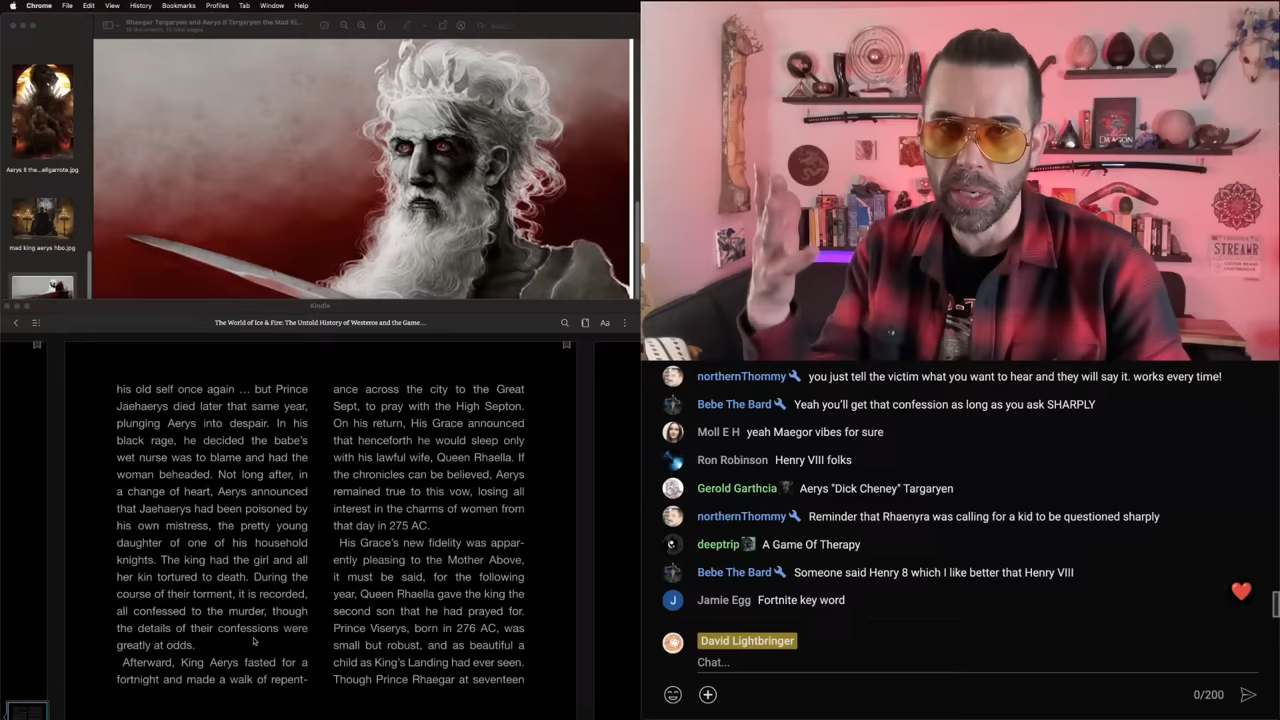 Chrome File Edit View History Bookmarks Profiles Tab Window Help
Rhaegar Targaryen and Aerys II Targaryen the Mad Ki...
Aerys II the...ellgarrote.jpg
mad king aerys hbo.jpg
Kindle
The World of Ice & Fire: The Untold History of Westeros and the Game...
Aa
his old self once again … but Prince
Jaehaerys died later that same year,
plunging Aerys into despair. In his
black rage, he decided the babe's
wet nurse was to blame and had the
woman beheaded. Not long after, in
a change of heart, Aerys announced
that Jaehaerys had been poisoned by
his own mistress, the pretty young
daughter of one of his household
knights. The king had the girl and all
her kin tortured to death. During the
course of their torment, it is recorded,
all confessed to the murder, though
the details of their confessions were
greatly at odds.
Afterward, King Aerys fasted for a
fortnight and made a walk of repent-
ance across the city to the Great
Sept, to pray with the High Septon.
On his return, His Grace announced
that henceforth he would sleep only
with his lawful wife, Queen Rhaella. If
the chronicles can be believed, Aerys
remained true to this vow, losing all
interest in the charms of women from
that day in 275 AC.
His Grace's new fidelity was appar-
ently pleasing to the Mother Above,
it must be said, for the following
year, Queen Rhaella gave the king the
second son that he had prayed for.
Prince Viserys, born in 276 AC, was
small but robust, and as beautiful a
child as King's Landing had ever seen.
Though Prince Rhaegar at seventeen
DRAGON
STREAMR
northernThommy you just tell the victim what you want to hear and they will say it. works every time!
Bebe The Bard Yeah you'll get that confession as long as you ask SHARPLY
Moll E H yeah Maegor vibes for sure
Ron Robinson Henry VIII folks
Gerold Garthcia Aerys "Dick Cheney" Targaryen
northernThommy Reminder that Rhaenyra was calling for a kid to be questioned sharply
deeptrip A Game Of Therapy
Bebe The Bard Someone said Henry 8 which I like better that Henry VIII
J Jamie Egg Fortnite key word
David Lightbringer
Chat...
0/200